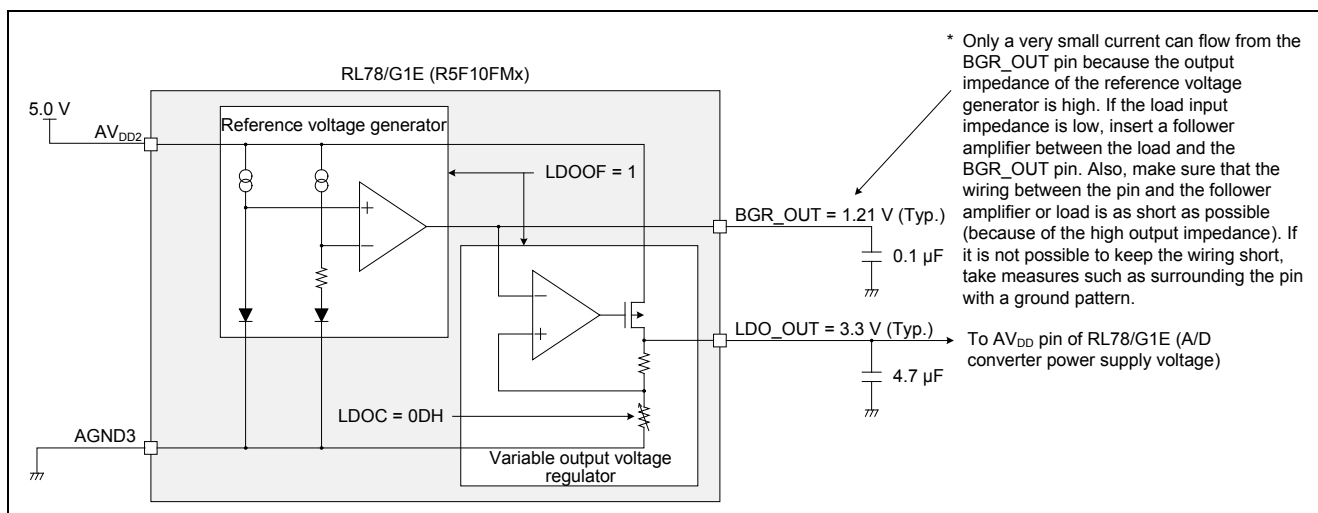 RL78/G1E (R5F10FMx)
5.0 V
AVDD2
Reference voltage generator
LDOOF = 1
+
−
BGR_OUT = 1.21 V (Typ.)
0.1 µF
−
+
LDO_OUT = 3.3 V (Typ.)
4.7 µF
LDOC = 0DH
AGND3
Variable output voltage
regulator
* Only a very small current can flow from the
BGR_OUT pin because the output
impedance of the reference voltage
generator is high. If the load input
impedance is low, insert a follower
amplifier between the load and the
BGR_OUT pin. Also, make sure that the
wiring between the pin and the follower
amplifier or load is as short as possible
(because of the high output impedance). If
it is not possible to keep the wiring short,
take measures such as surrounding the pin
with a ground pattern.
To AVDD pin of RL78/G1E (A/D
converter power supply voltage)